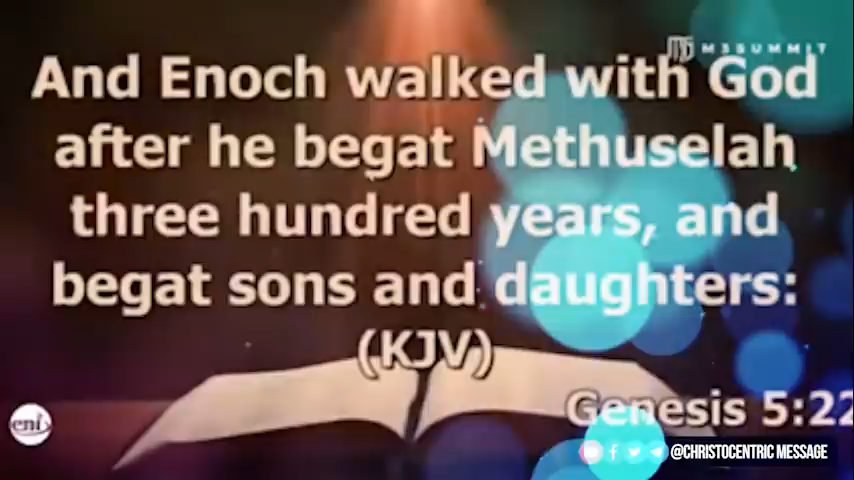 M3SUMMIT
And Enoch walked with God
after he begat Methuselah
three hundred years, and
begat sons and daughters:
(KJV)
Genesis 5:22
eni
@CHRISTOCENTRIC MESSAGE